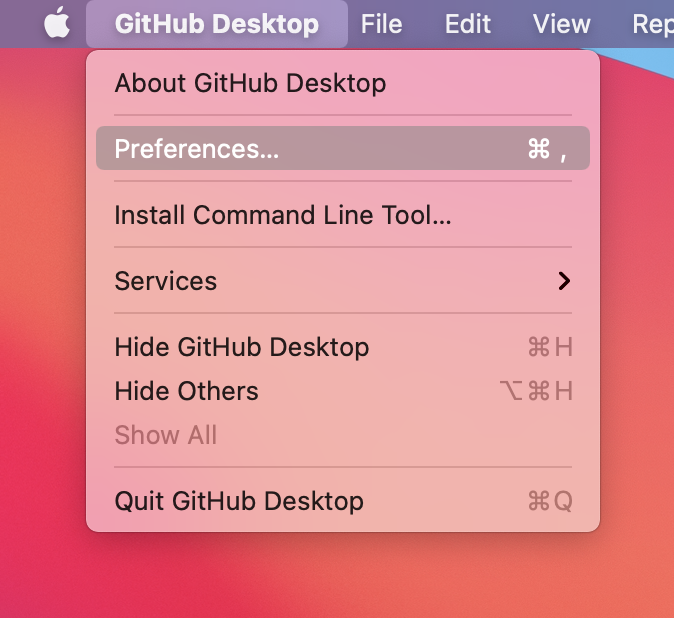 GitHub Desktop File Edit View Rep
About GitHub Desktop
Preferences... ⌘ ,
Install Command Line Tool...
Services
Hide GitHub Desktop ⌘H
Hide Others ⌥⌘H
Show All
Quit GitHub Desktop ⌘Q